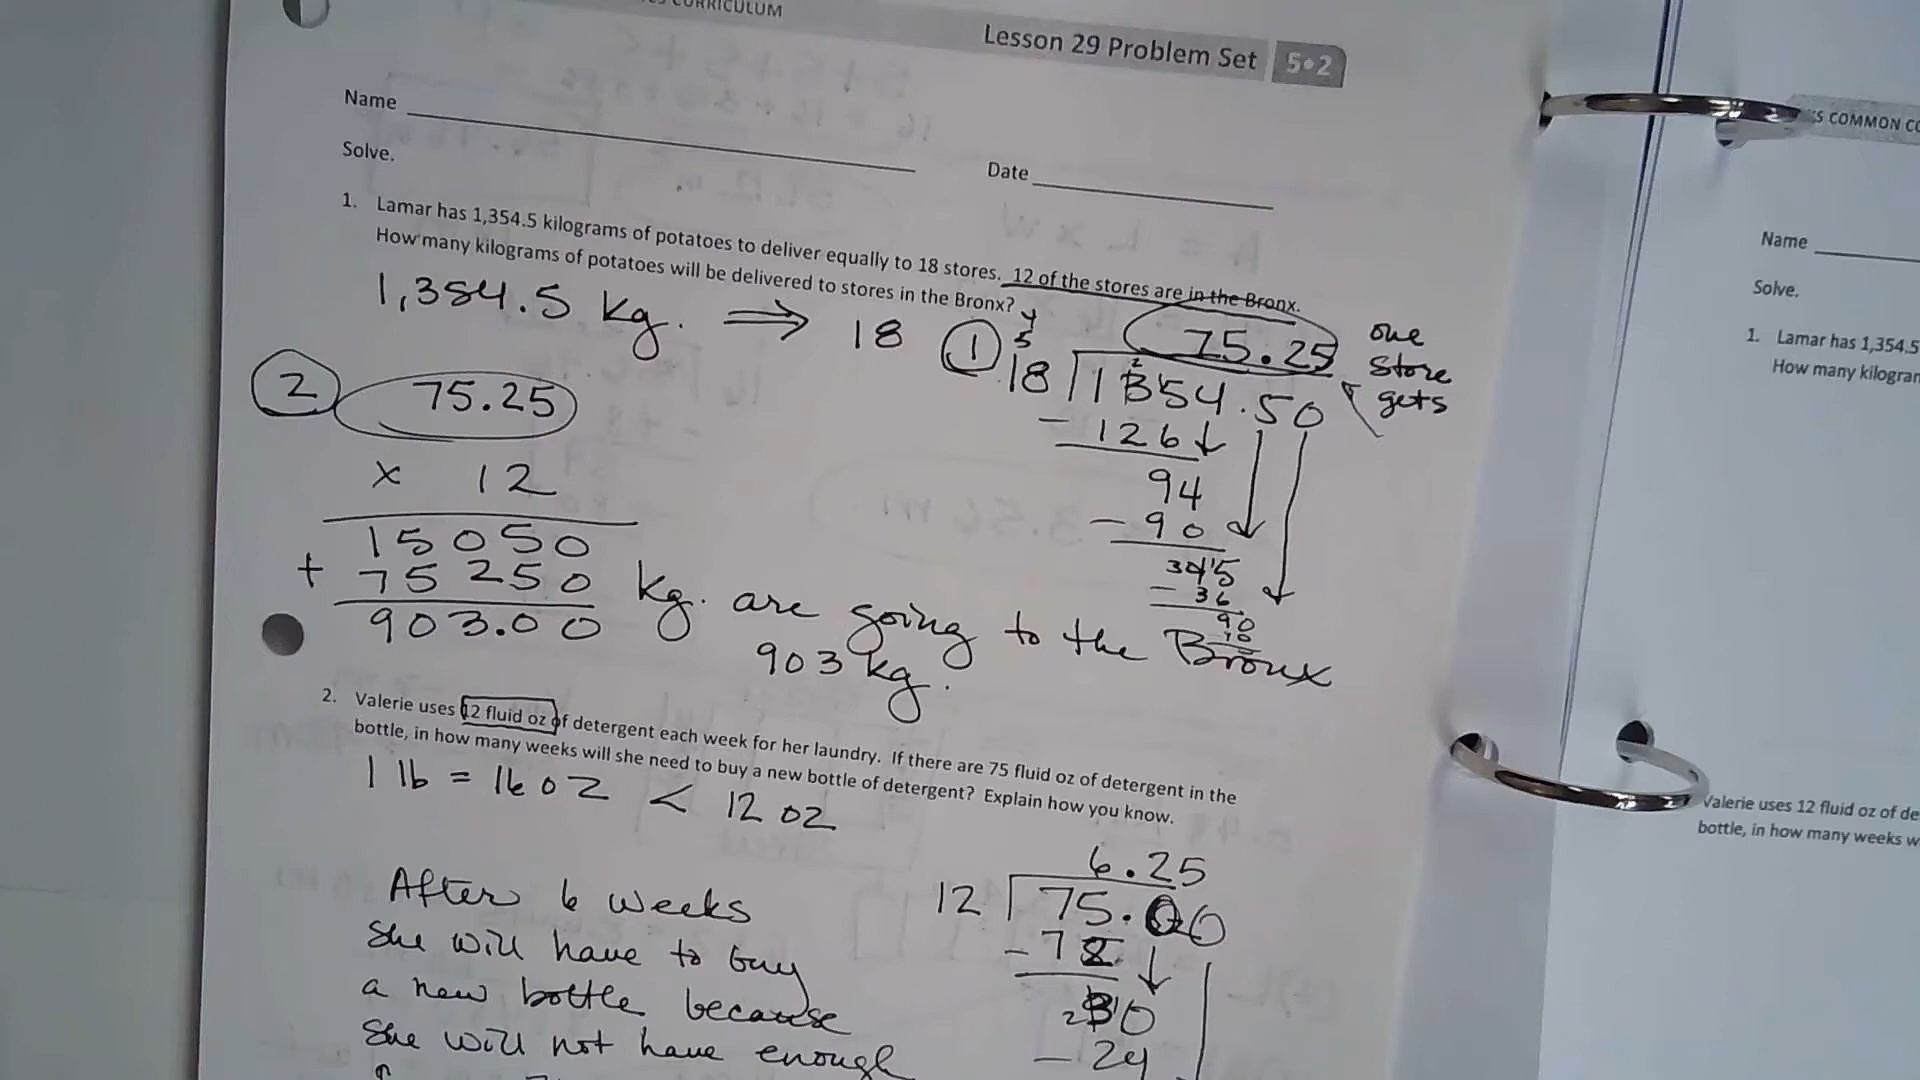 CURRICULUM
Lesson 29 Problem Set 5•2
Name
Date
Solve.
1. Lamar has 1,354.5 kilograms of potatoes to deliver equally to 18 stores. 12 of the stores are in the Bronx.
How many kilograms of potatoes will be delivered to stores in the Bronx?
1,354.5 kg. ⇒ 18
1
75.25
18 1354.50
- 126
94
- 90
- 36
90
one
store
gets
2
75.25
x 12
15050
+ 75250
903.00 kg. are going to the Bronx
903 kg.
2. Valerie uses 12 fluid oz of detergent each week for her laundry. If there are 75 fluid oz of detergent in the
bottle, in how many weeks will she need to buy a new bottle of detergent? Explain how you know.
1 lb = 16 oz < 12 oz
6.25
12 75.00
- 72
30
- 24
After 6 weeks
she will have to buy
a new bottle because
she will not have enough
S COMMON CO
Name
Solve.
1. Lamar has 1,354.5
How many kilogran
Valerie uses 12 fluid oz of de
bottle, in how many weeks w